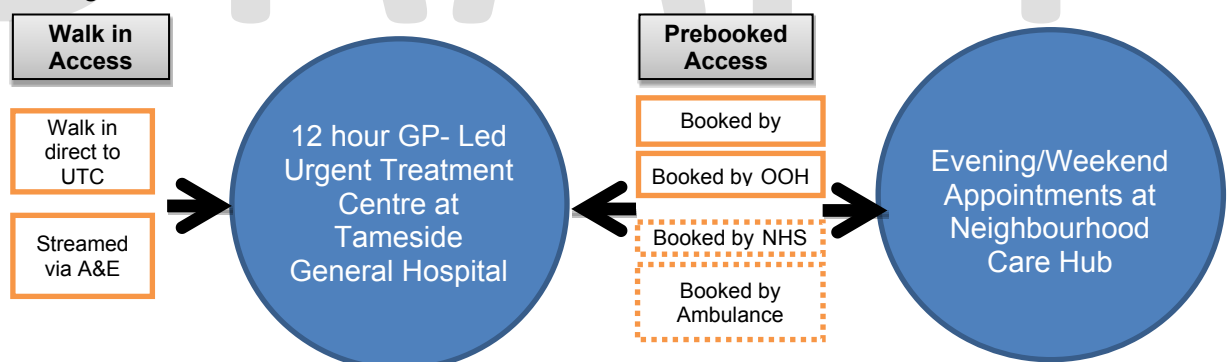 Walk in
Access
Walk in
direct to
UTC
Streamed
via A&E
12 hour GP- Led
Urgent Treatment
Centre at
Tameside
General Hospital
Prebooked
Access
Booked by
Booked by OOH
Booked by NHS
Booked by
Ambulance
Evening/Weekend
Appointments at
Neighbourhood
Care Hub